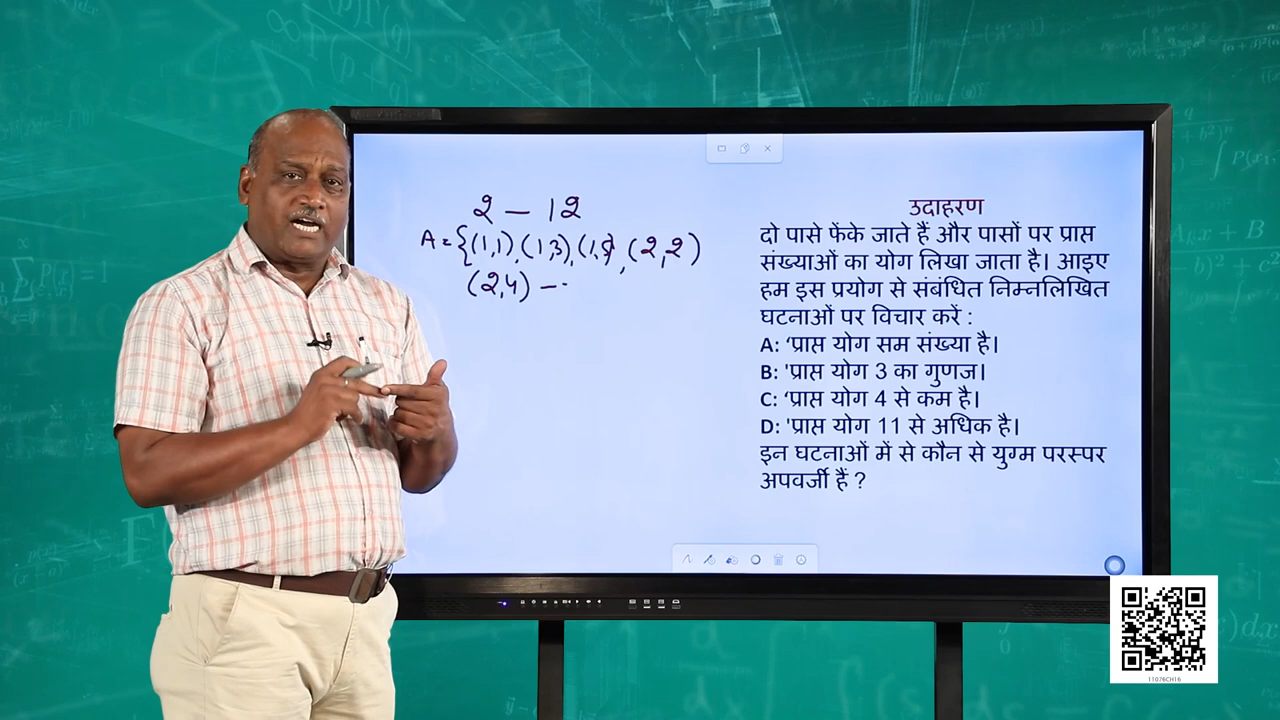 2 – 12
A = {(1,1), (1,3), (1,5), (2,2)
(2,4) – ..
उदाहरण
दो पासे फेंके जाते हैं और पासों पर प्राप्त
संख्याओं का योग लिखा जाता है। आइए
हम इस प्रयोग से संबंधित निम्नलिखित
घटनाओं पर विचार करें :
A: ‘प्राप्त योग सम संख्या है।
B: 'प्राप्त योग 3 का गुणज।
C: ‘प्राप्त योग 4 से कम है।
D: 'प्राप्त योग 11 से अधिक है।
इन घटनाओं में से कौन से युग्म परस्पर
अपवर्जी हैं ?
11076CH16